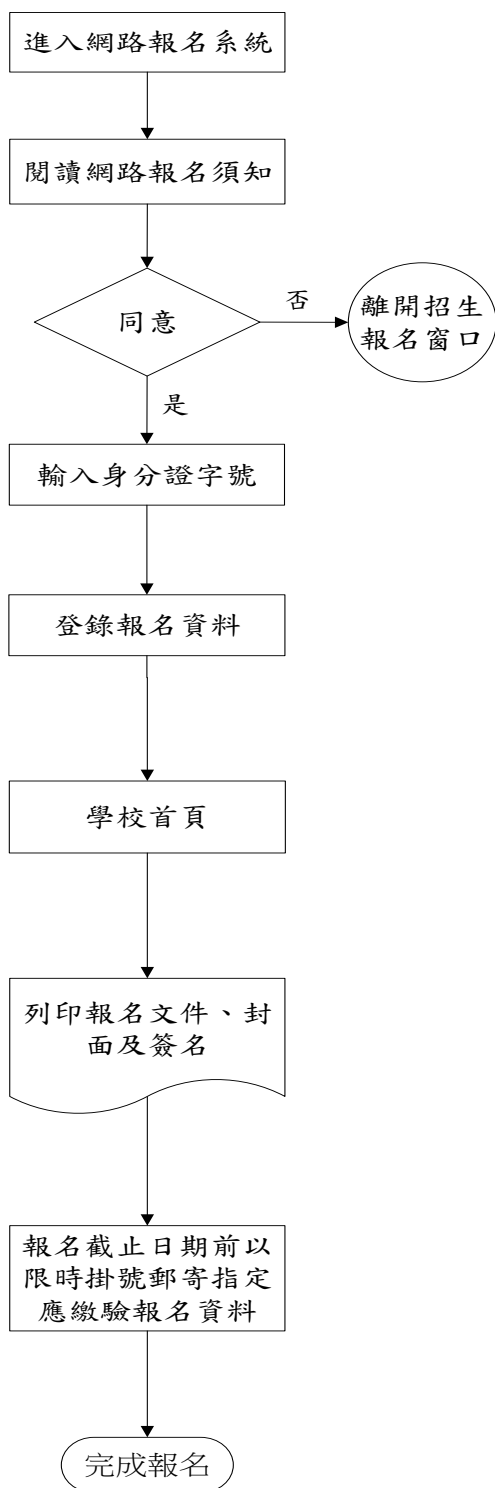 進入網路報名系統
閱讀網路報名須知
同意
否
離開招生
報名窗口
是
輸入身分證字號
登錄報名資料
學校首頁
列印報名文件、封
面及簽名
報名截止日期前以
限時掛號郵寄指定
應繳驗報名資料
完成報名